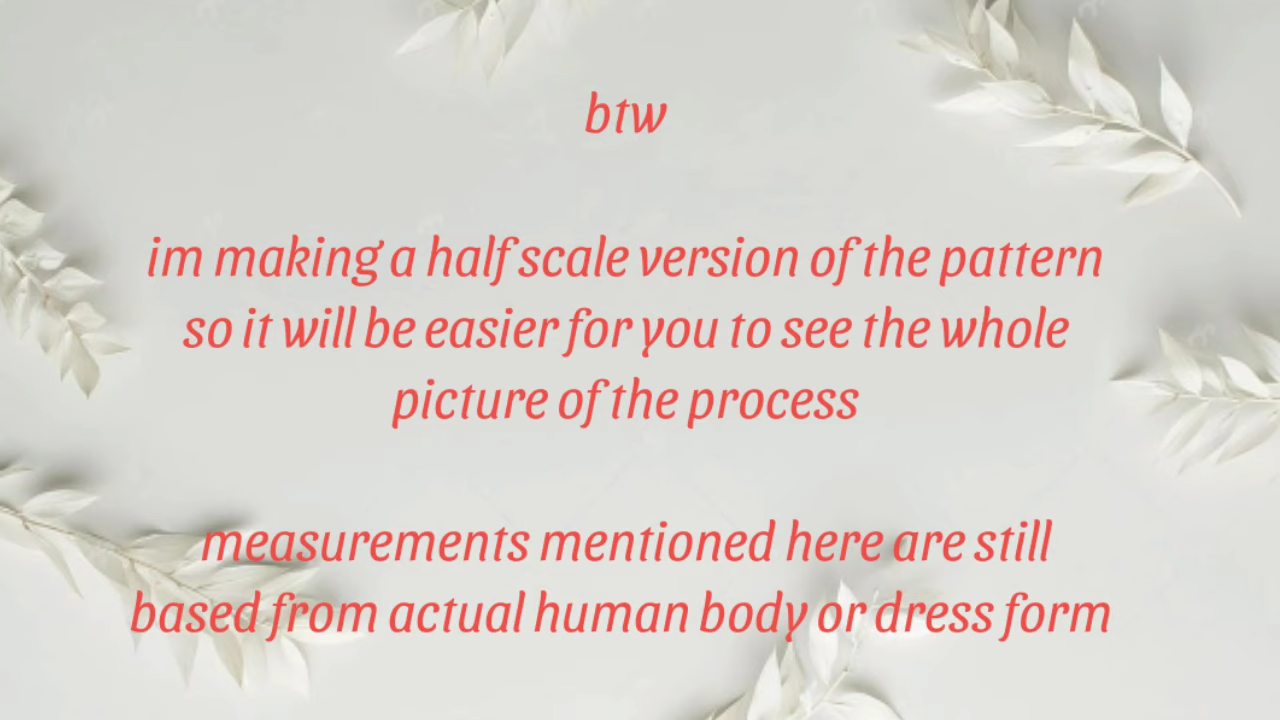 btw
im making a half scale version of the pattern
so it will be easier for you to see the whole
picture of the process
measurements mentioned here are still
based from actual human body or dress form